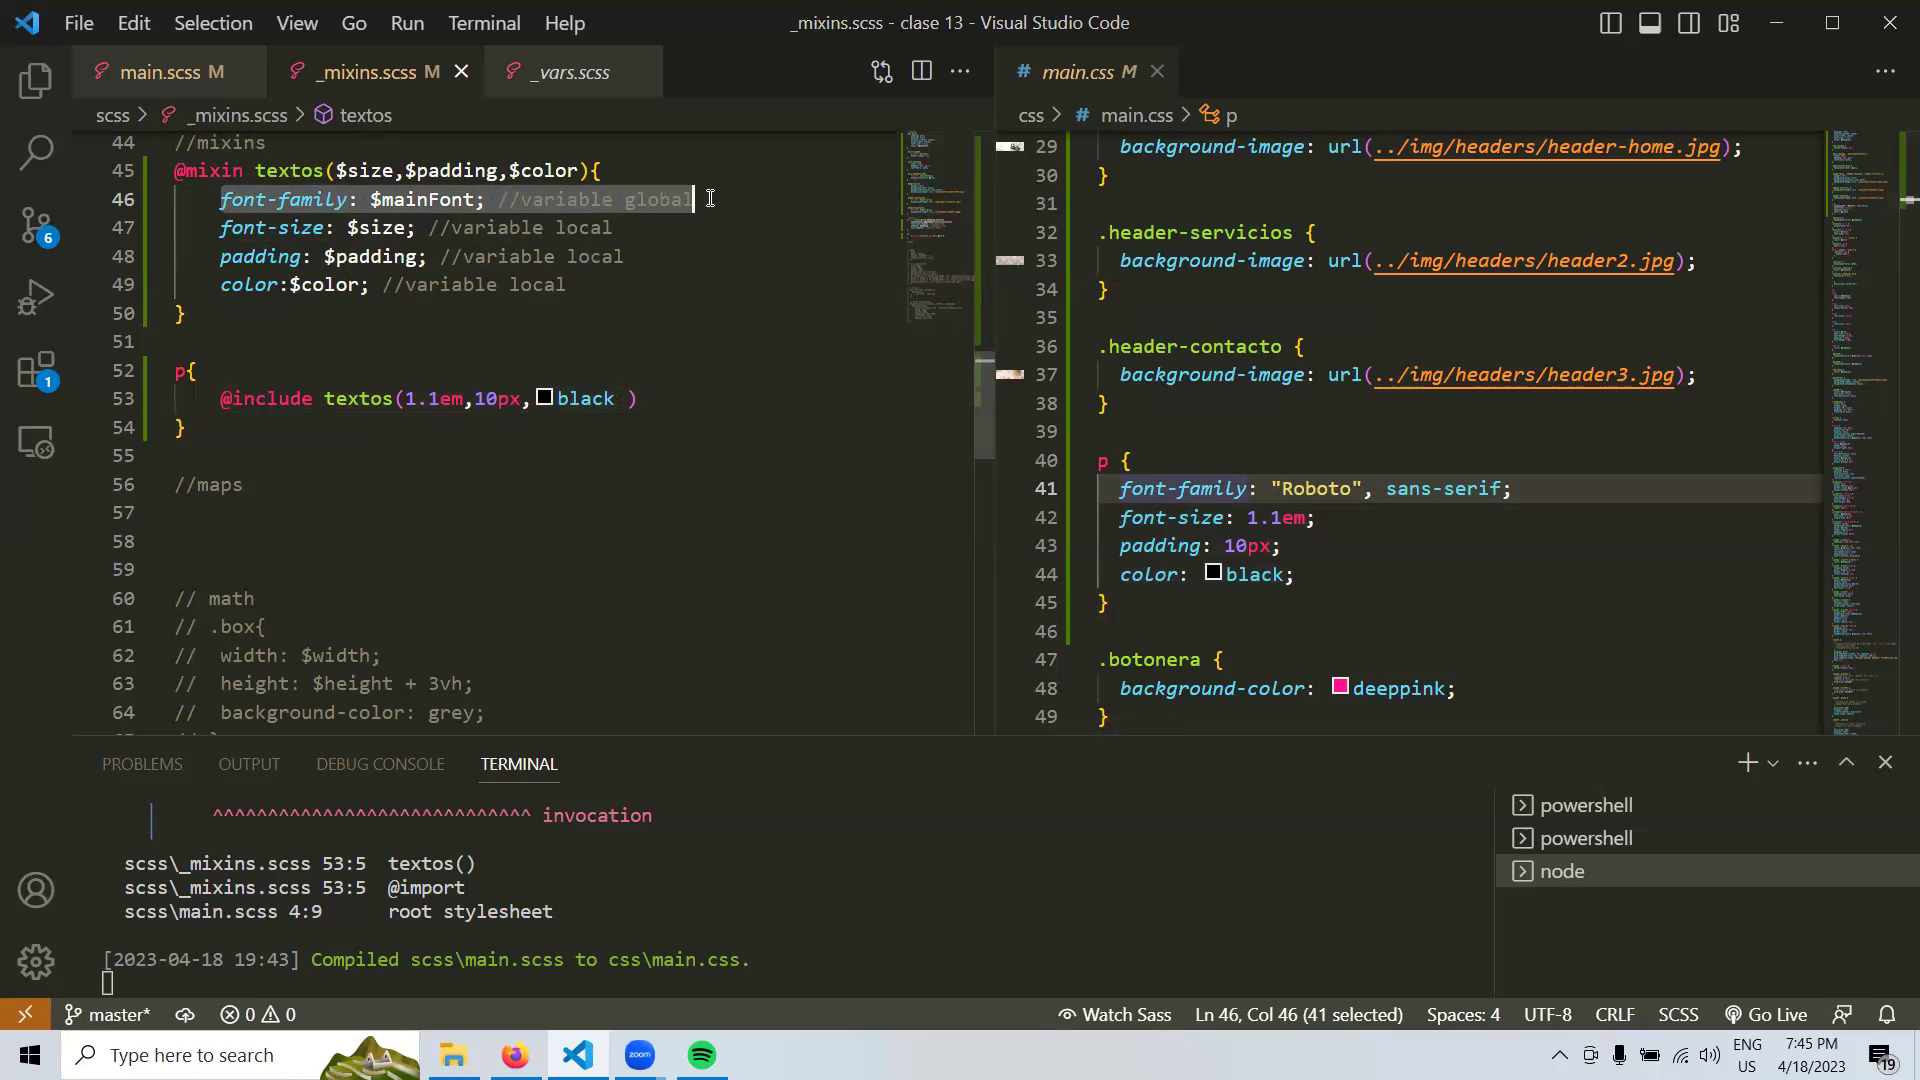 File Edit Selection View Go Run Terminal Help
_mixins.scss - clase 13 - Visual Studio Code
main.scss M
_mixins.scss M
_vars.scss
scss > _mixins.scss > textos
44 //mixins
45 @mixin textos($size,$padding,$color){
46 font-family: $mainFont; //variable global
47 font-size: $size; //variable local
48 padding: $padding; //variable local
49 color:$color; //variable local
50 }
51
52 p{
53 @include textos(1.1em,10px,black )
54 }
55
56 //maps
57
58
59
60 // math
61 // .box{
62 // width: $width;
63 // height: $height + 3vh;
64 // background-color: grey;
# main.css M
css > # main.css > p
29 background-image: url(../img/headers/header-home.jpg);
30 }
31
32 .header-servicios {
33 background-image: url(../img/headers/header2.jpg);
34 }
35
36 .header-contacto {
37 background-image: url(../img/headers/header3.jpg);
38 }
39
40 p {
41 font-family: "Roboto", sans-serif;
42 font-size: 1.1em;
43 padding: 10px;
44 color: black;
45 }
46
47 .botonera {
48 background-color: deeppink;
49 }
6
1
PROBLEMS OUTPUT DEBUG CONSOLE TERMINAL
^^^^^^^^^^^^^^^^^^^^^^^^^^^^ invocation
scss\_mixins.scss 53:5 textos()
scss\_mixins.scss 53:5 @import
scss\main.scss 4:9 root stylesheet
[2023-04-18 19:43] Compiled scss\main.scss to css\main.css.
powershell
powershell
node
master* 0 0
Watch Sass
Ln 46, Col 46 (41 selected)
Spaces: 4
UTF-8
CRLF
SCSS
Go Live
Type here to search
zoom
ENG
US
7:45 PM
4/18/2023
19